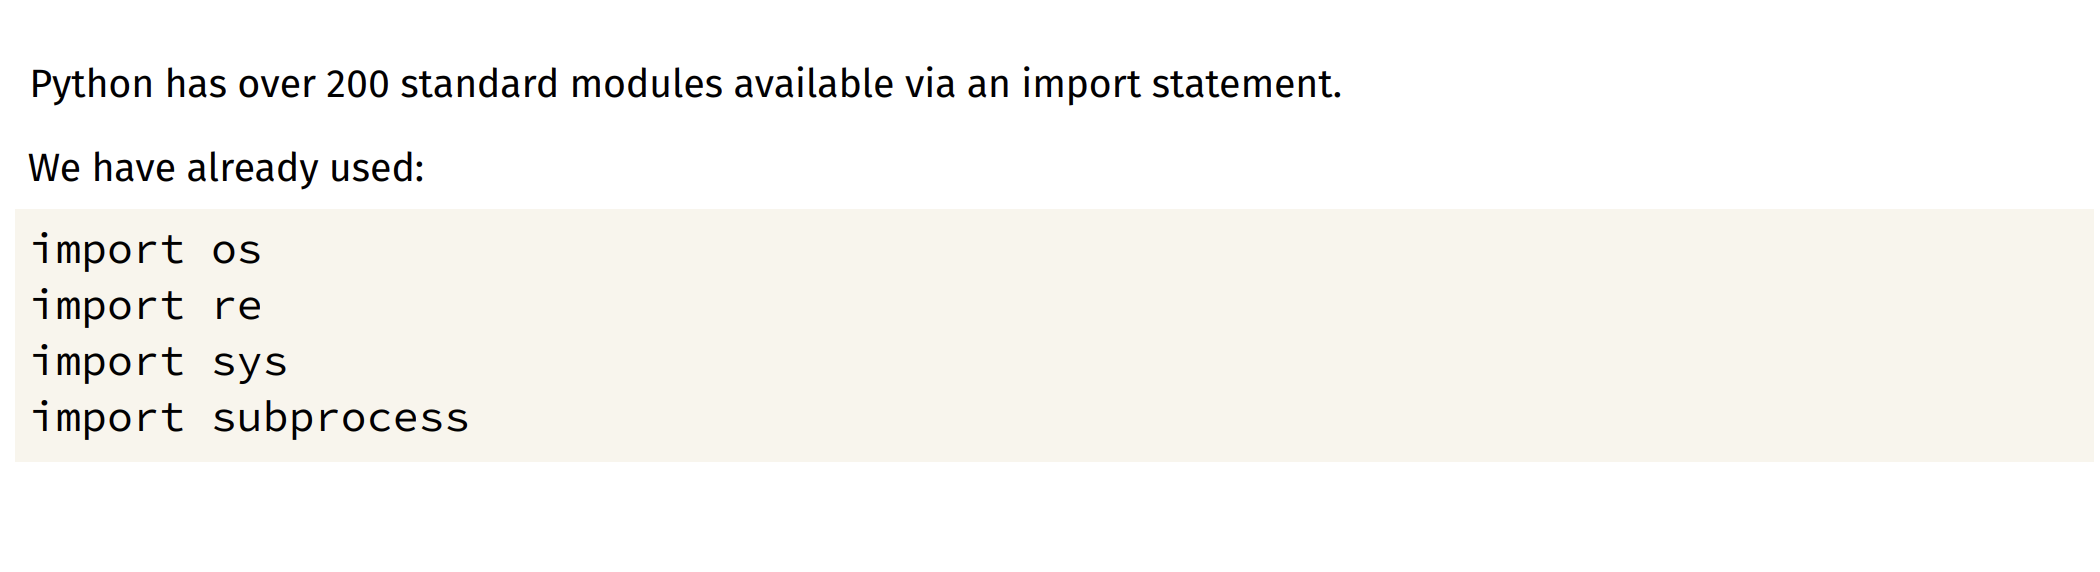 Python has over 200 standard modules available via an import statement.
We have already used:
import os
import re
import sys
import subprocess